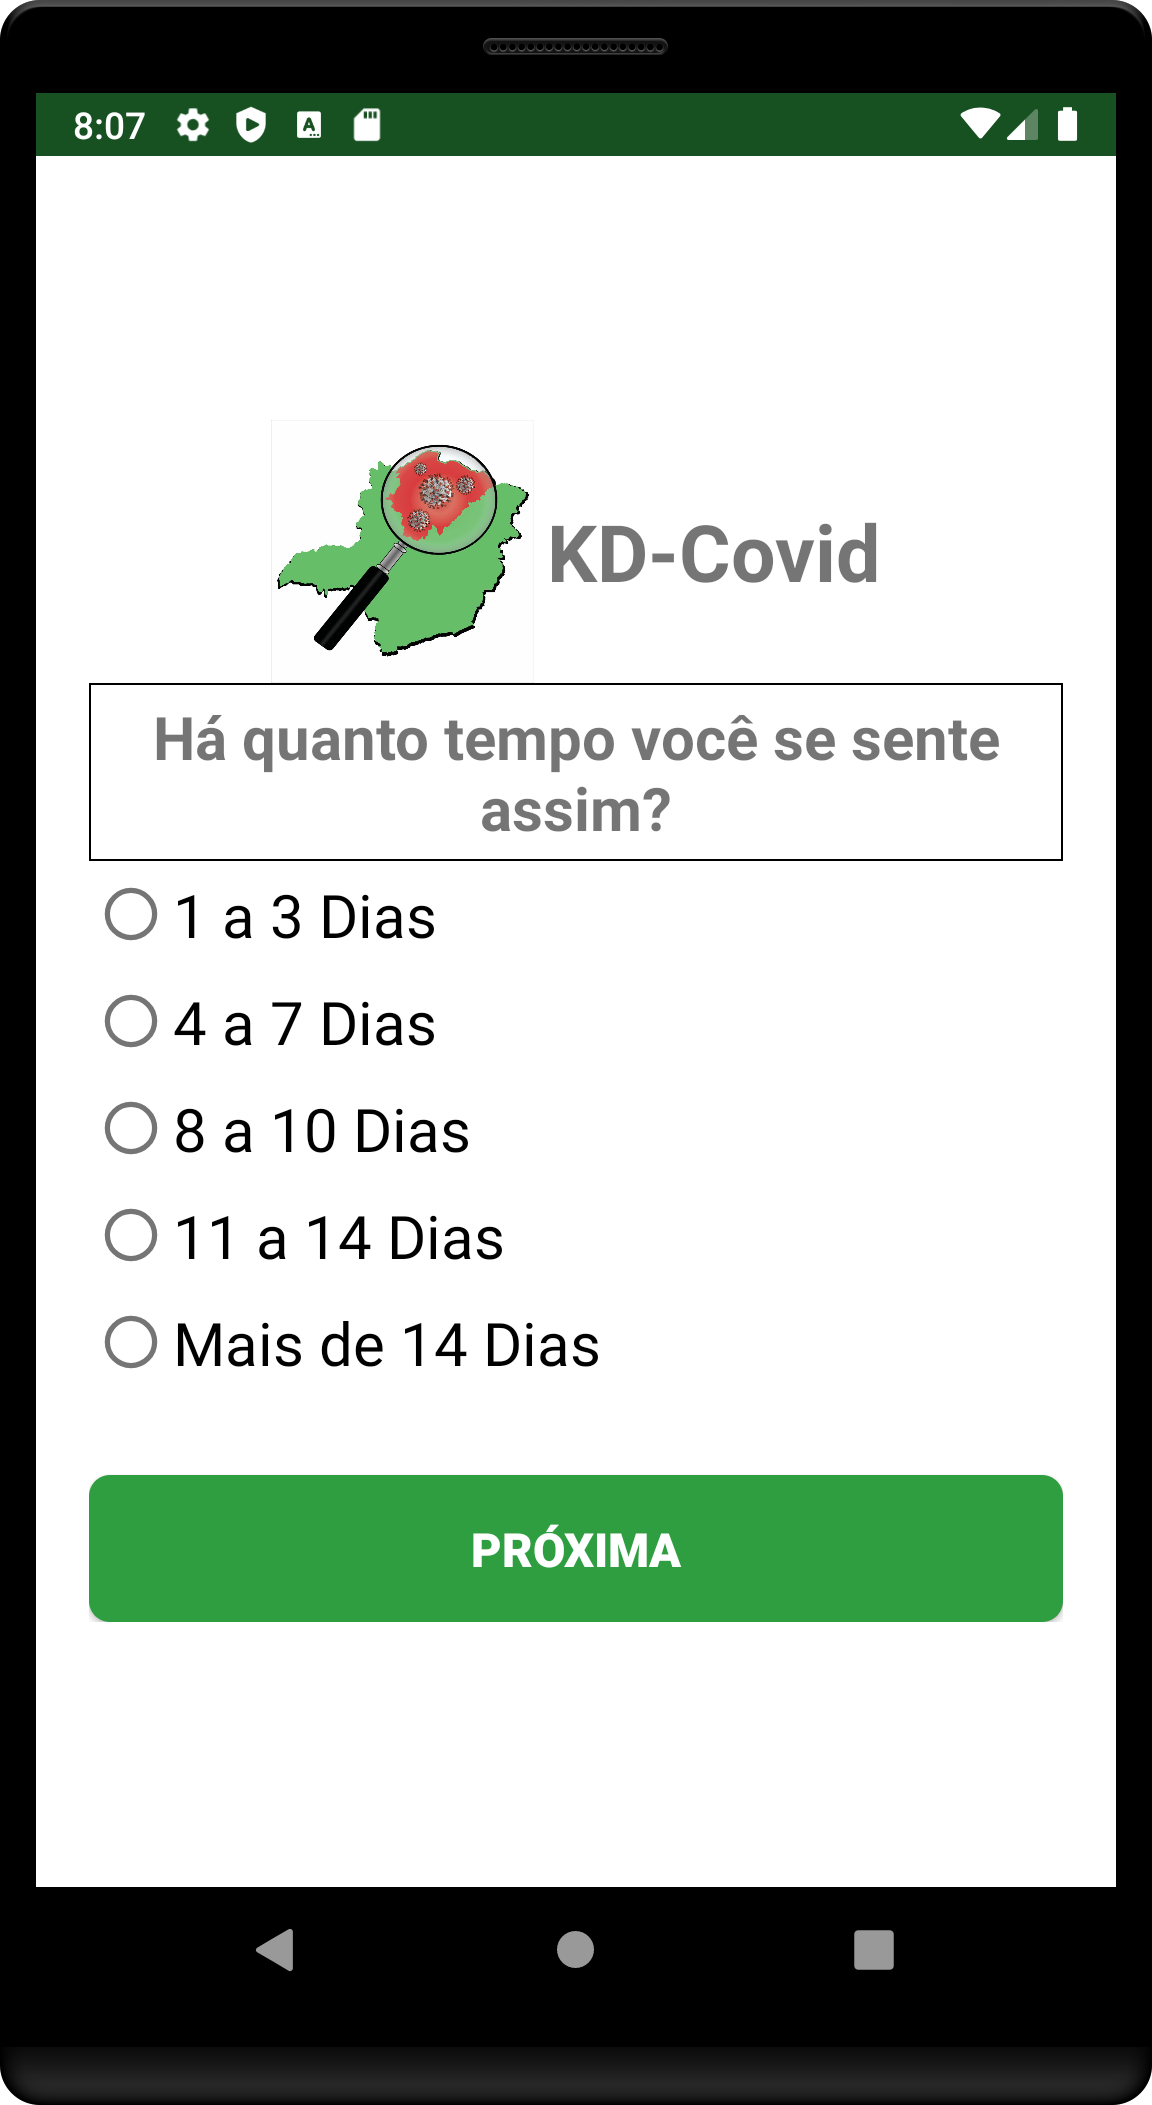 8:07
KD-Covid
Há quanto tempo você se sente
assim?
1 a 3 Dias
4 a 7 Dias
8 a 10 Dias
11 a 14 Dias
Mais de 14 Dias
PRÓXIMA